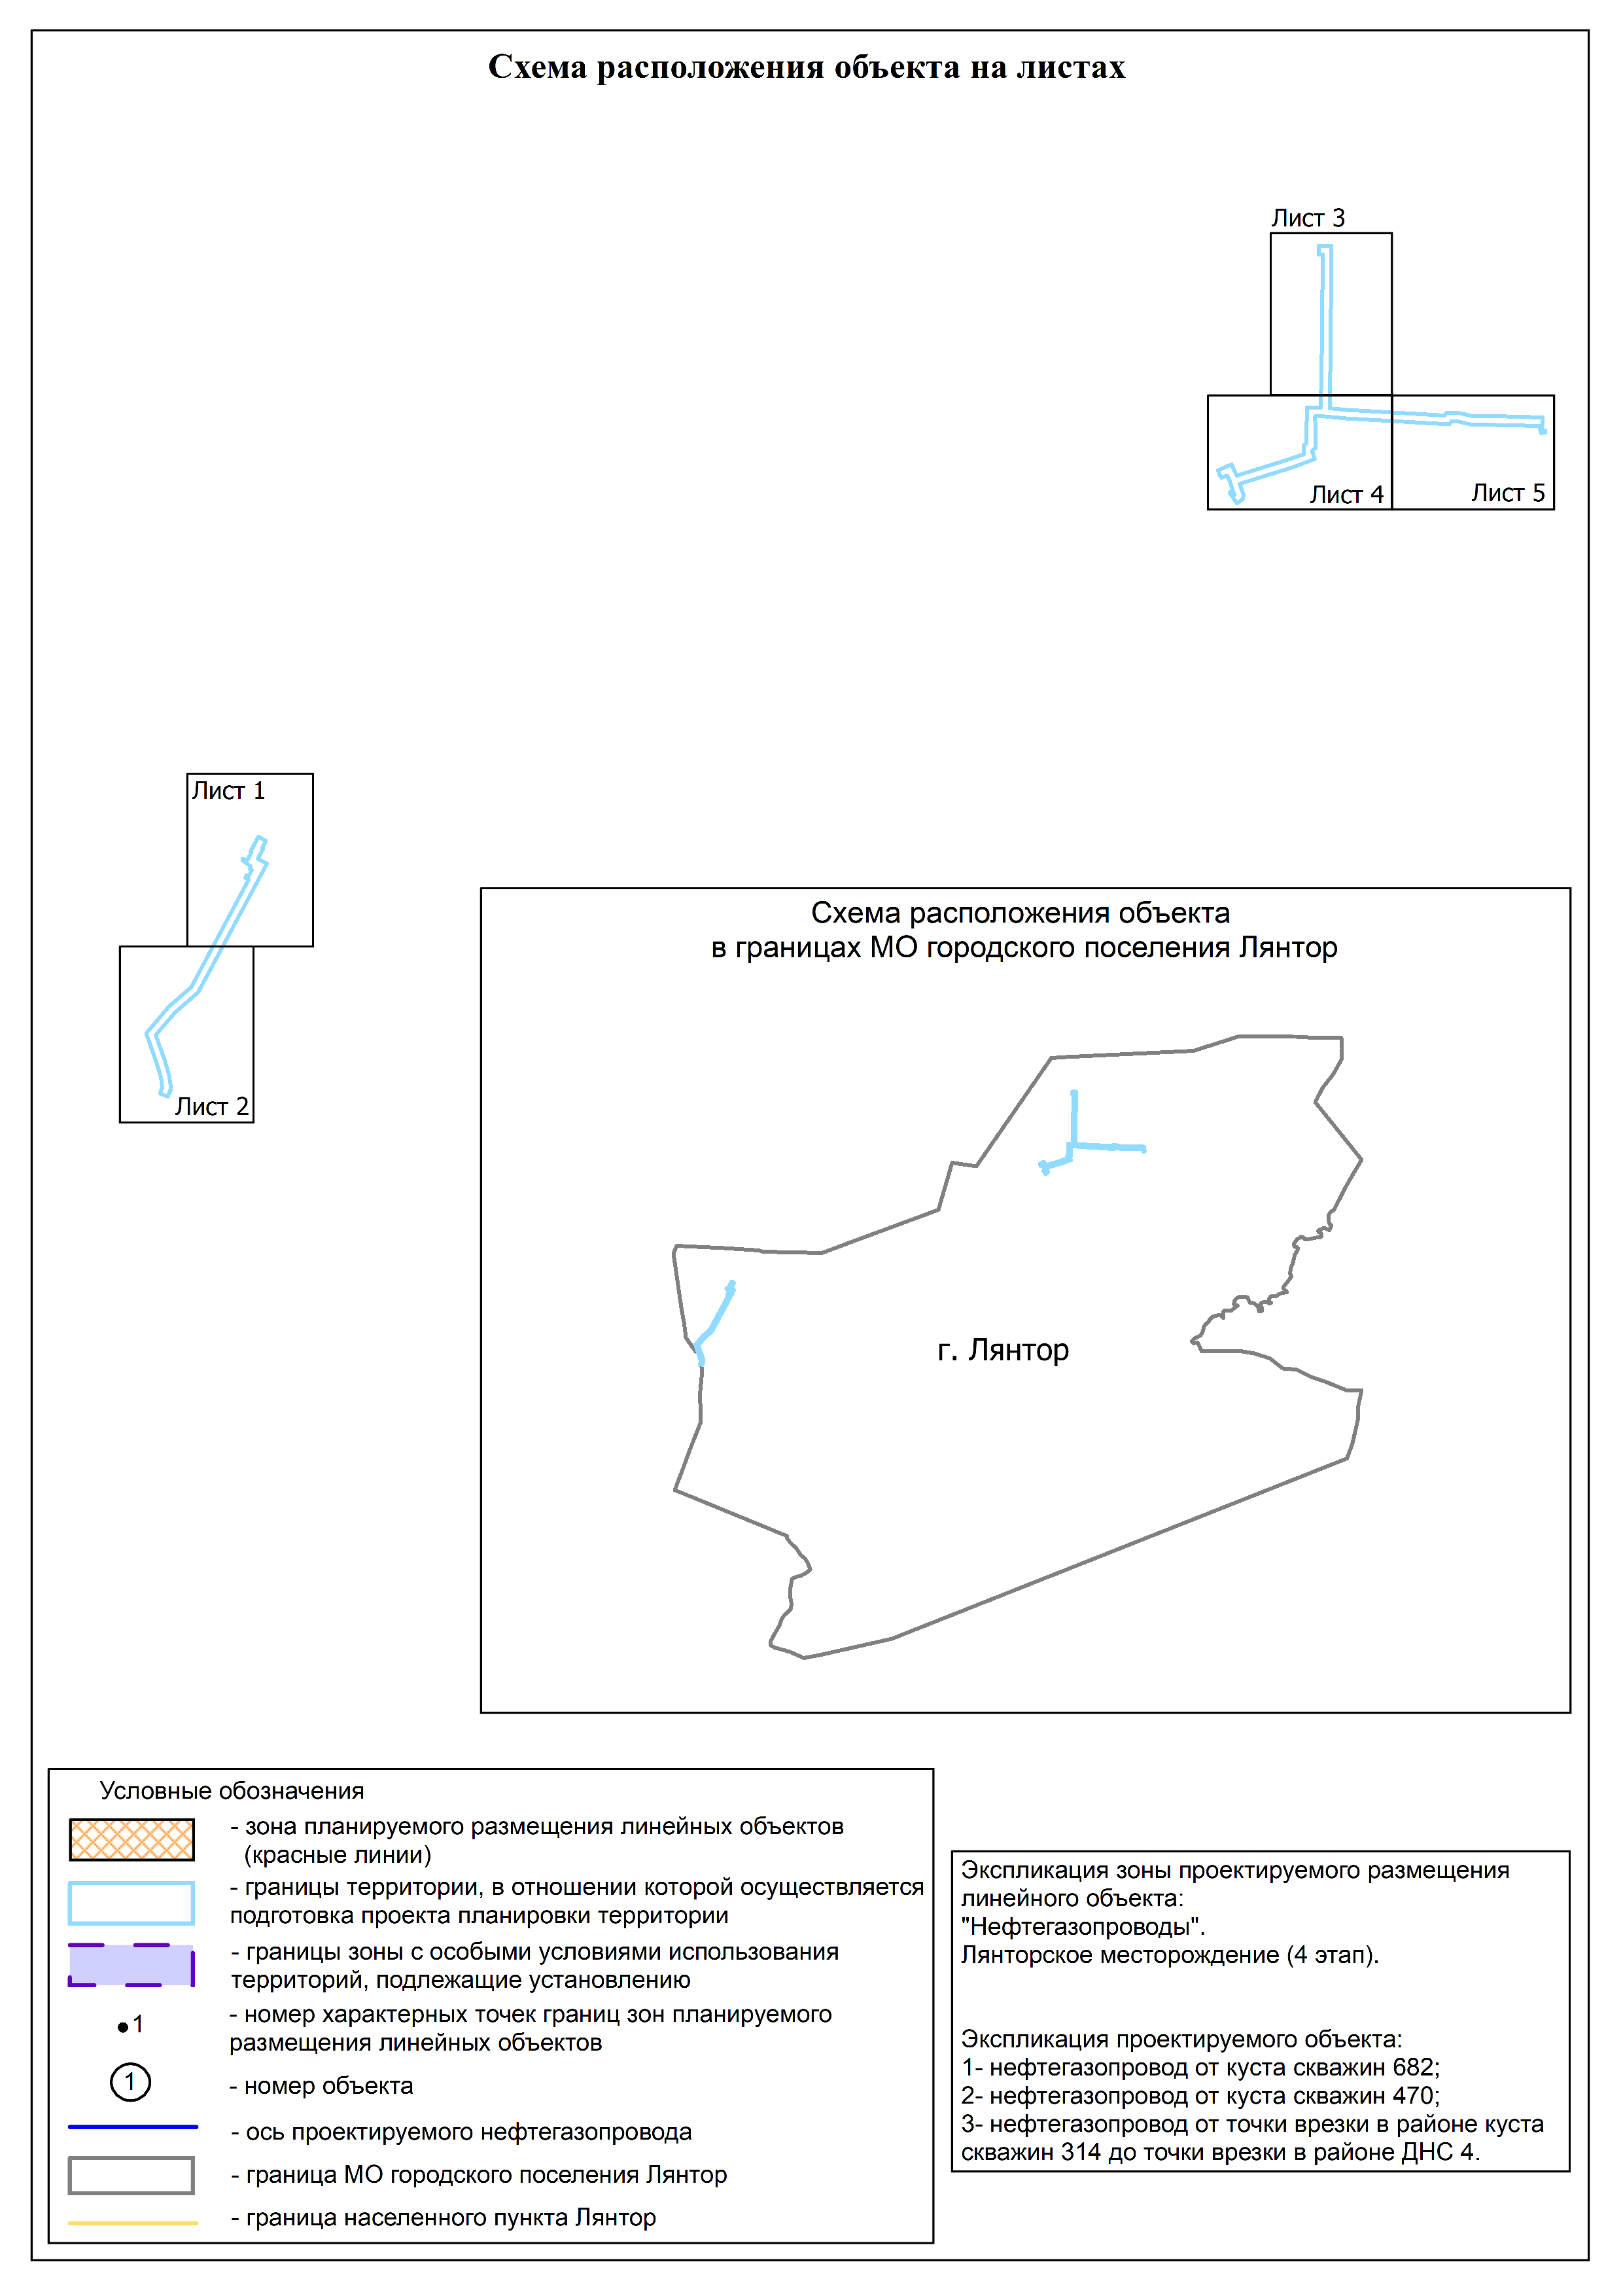 Схема расположения объекта на листах
Лист 3
Лист 4
Лист 5
Лист 1
Лист 2
Схема расположения объекта
в границах МО городского поселения Лянтор
г. Лянтор
Условные обозначения
- зона планируемого размещения линейных объектов
(красные линии)
- границы территории, в отношении которой осуществляется
подготовка проекта планировки территории
- границы зоны с особыми условиями использования
территорий, подлежащие установлению
1
- номер характерных точек границ зон планируемого
размещения линейных объектов
1
- номер объекта
- ось проектируемого нефтегазопровода
- граница МО городского поселения Лянтор
- граница населенного пункта Лянтор
Экспликация зоны проектируемого размещения
линейного объекта:
"Нефтегазопроводы".
Лянторское месторождение (4 этап).
Экспликация проектируемого объекта:
1- нефтегазопровод от куста скважин 682;
2- нефтегазопровод от куста скважин 470;
3- нефтегазопровод от точки врезки в районе куста
скважин 314 до точки врезки в районе ДНС 4.